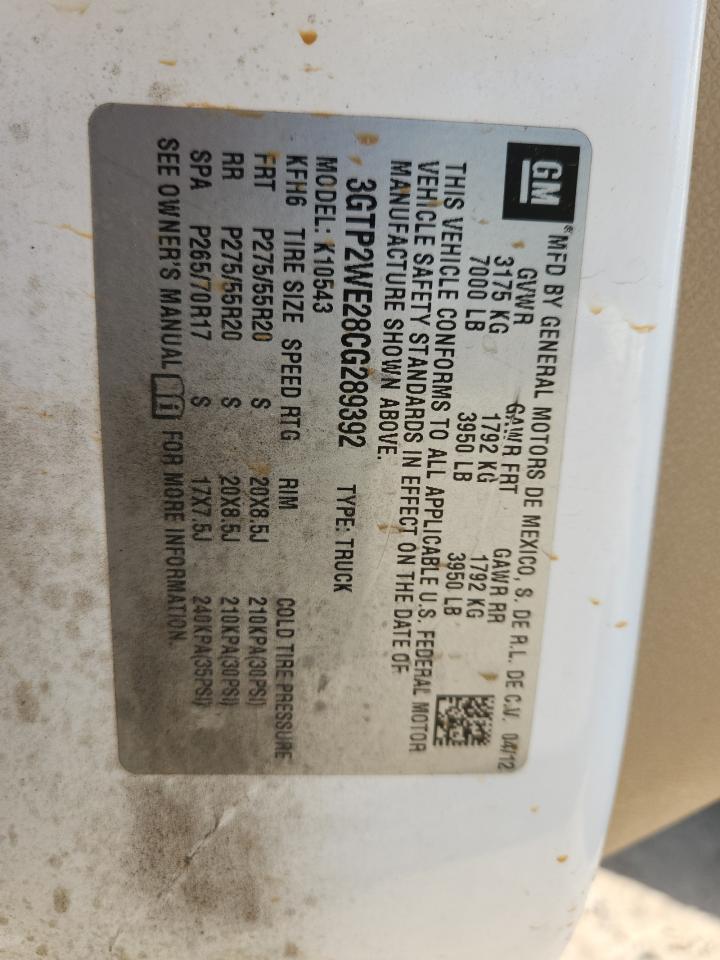 GM
®MFD BY GENERAL MOTORS DE MEXICO, S. DE R.L. DE C.V. 04/12
GVWR GAWR FRT GAWR RR
3175 KG 1792 KG 1792 KG
7000 LB 3950 LB 3950 LB
THIS VEHICLE CONFORMS TO ALL APPLICABLE U.S. FEDERAL MOTOR
VEHICLE SAFETY STANDARDS IN EFFECT ON THE DATE OF
MANUFACTURE SHOWN ABOVE.
3GTP2WE28CG289392 TYPE: TRUCK
MODEL: K10543
KFH6 TIRE SIZE SPEED RTG RIM COLD TIRE PRESSURE
FRT P275/55R20 S 20X8.5J 210KPA(30PSI)
RR P275/55R20 S 20X8.5J 210KPA(30PSI)
SPA P265/70R17 S 17X7.5J 240KPA(35PSI)
SEE OWNER'S MANUAL FOR MORE INFORMATION.